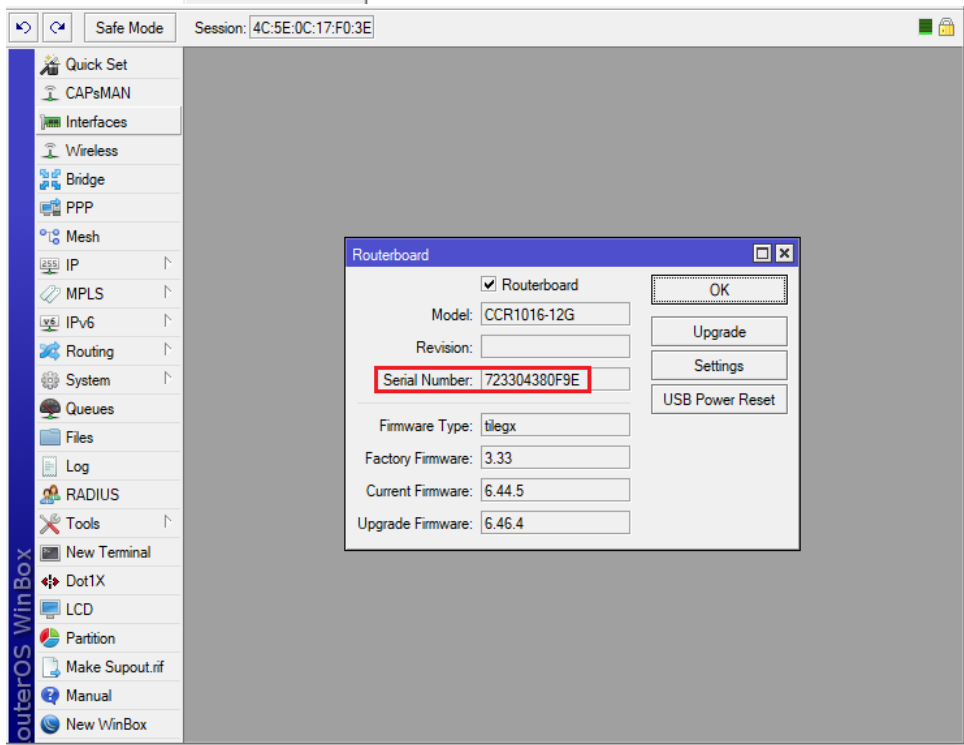 Safe Mode Session: 4C:5E:0C:17:F0:3E
Quick Set
CAPsMAN
Interfaces
Wireless
Bridge
PPP
Mesh
255 IP
MPLS
v6 IPv6
Routing
System
Queues
Files
Log
RADIUS
Tools
New Terminal
Dot1X
LCD
Partition
Make Supout.rif
Manual
New WinBox
outerOS WinBox
Routerboard
Routerboard
Model: CCR1016-12G
Revision:
Serial Number: 723304380F9E
Firmware Type: tilegx
Factory Firmware: 3.33
Current Firmware: 6.44.5
Upgrade Firmware: 6.46.4
OK
Upgrade
Settings
USB Power Reset